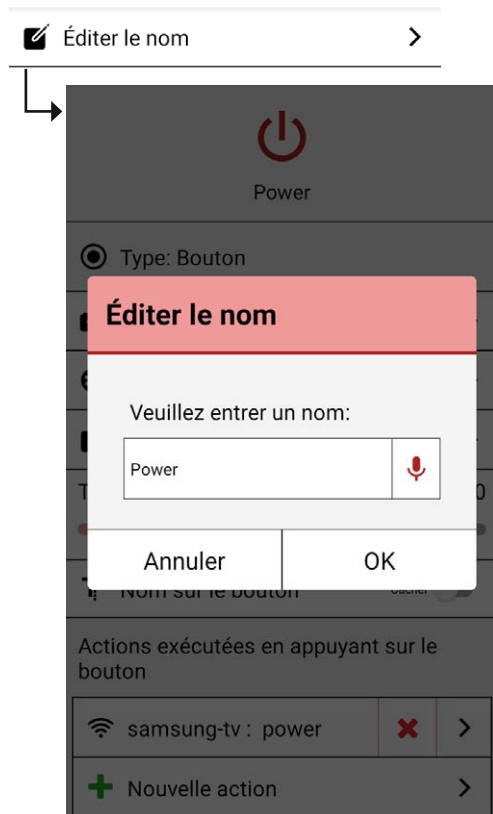 Éditer le nom
Power
Type: Bouton
Éditer le nom
Veuillez entrer un nom:
Power
Annuler
OK
Nom sur le bouton
Cacher
Actions exécutées en appuyant sur le
bouton
samsung-tv : power
Nouvelle action